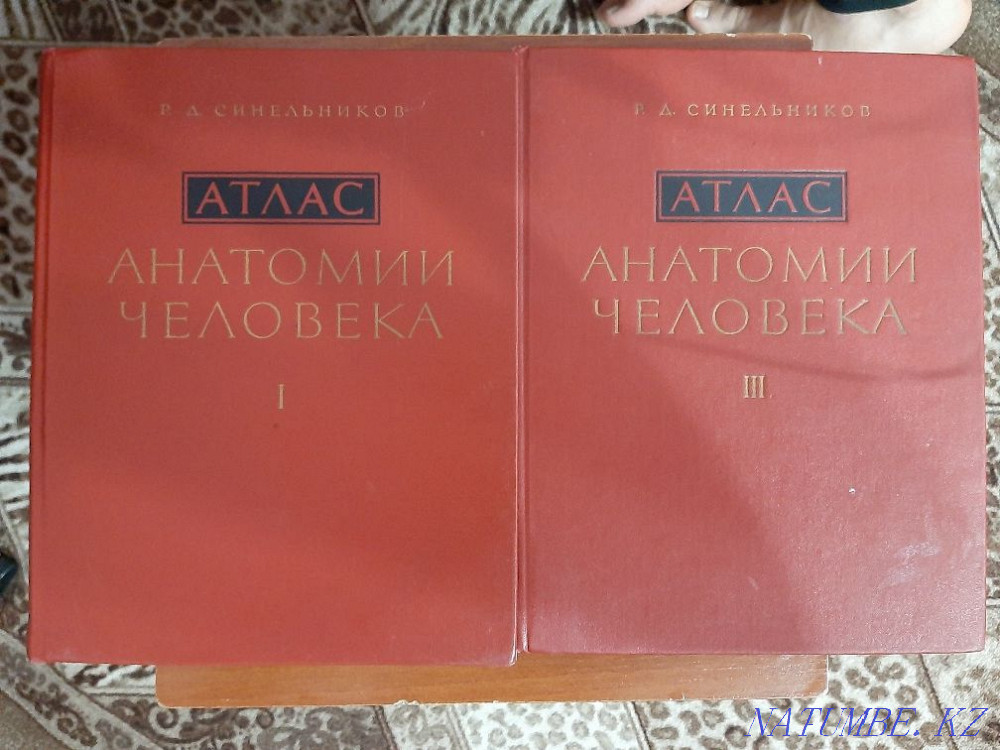 Р. Д. СИНЕЛЬНИКОВ
АТЛАС
АНАТОМИИ
ЧЕЛОВЕКА
I
Р. Д. СИНЕЛЬНИКОВ
АТЛАС
АНАТОМИИ
ЧЕЛОВЕКА
III
NATUMBE.KZ